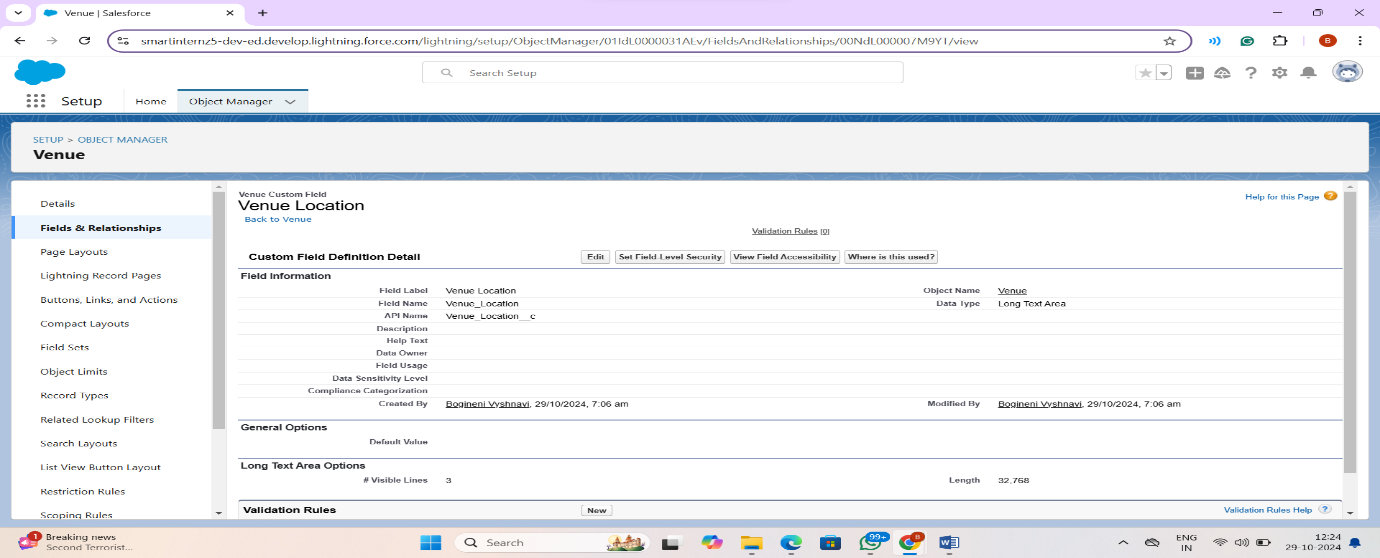 Venue | Salesforce
smartinternz5-dev-ed.develop.lightning.force.com/lightning/setup/ObjectManager/01IdL0000031AEv/FieldsAndRelationships/00NdL000007M9YT/view
B
Search Setup
Setup
Home
Object Manager
SETUP > OBJECT MANAGER
Venue
Details
Fields & Relationships
Page Layouts
Lightning Record Pages
Buttons, Links, and Actions
Compact Layouts
Field Sets
Object Limits
Record Types
Related Lookup Filters
Search Layouts
List View Button Layout
Restriction Rules
Scoping Rules
Venue Custom Field
Venue Location
Back to Venue
Help for this Page ?
Validation Rules [0]
Custom Field Definition Detail
Edit
Set Field-Level Security
View Field Accessibility
Where is this used?
Field Information
Field Label Venue Location Object Name Venue
Field Name Venue_Location Data Type Long Text Area
API Name Venue_Location__c
Description
Help Text
Data Owner
Field Usage
Data Sensitivity Level
Compliance Categorization
Created By Bogineni Vyshnavi, 29/10/2024, 7:06 am Modified By Bogineni Vyshnavi, 29/10/2024, 7:06 am
General Options
Default Value
Long Text Area Options
# Visible Lines 3 Length 32,768
Validation Rules New Validation Rules Help ?
1
Breaking news
Second Terrorist...
Search
99+
B
ENG
IN
12:24
29-10-2024